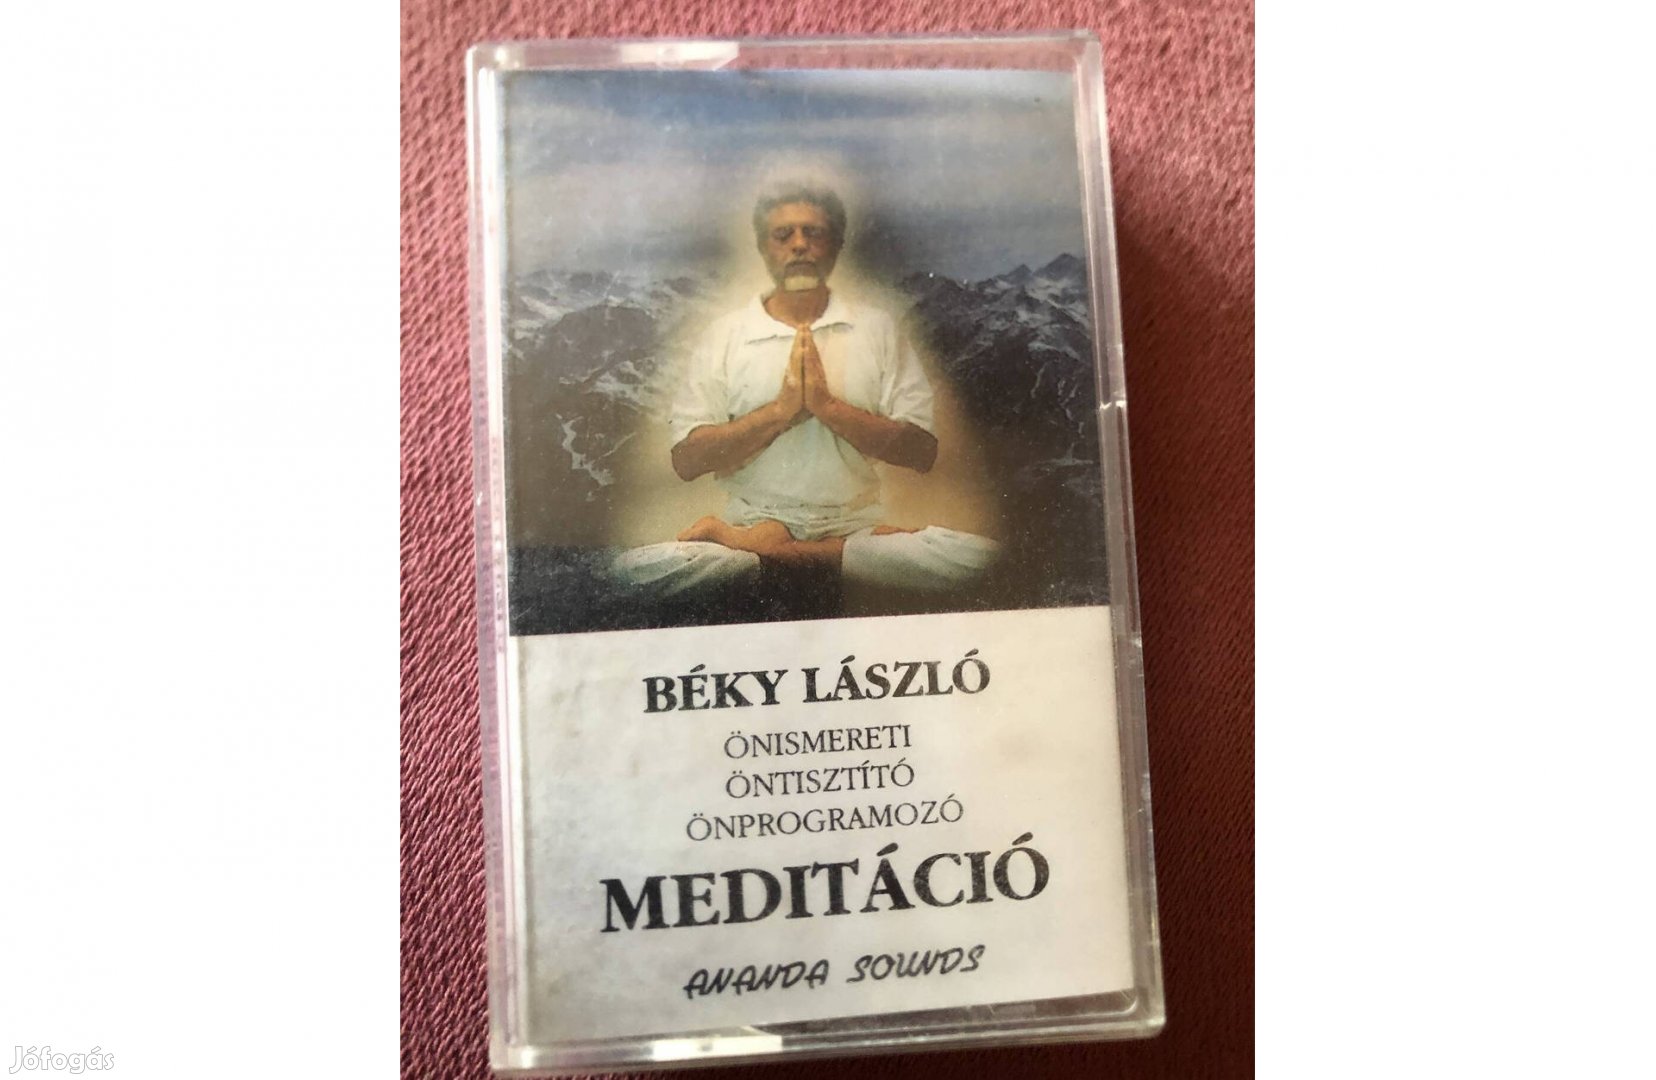 BÉKY LÁSZLÓ
ÖNISMERETI
ÖNTISZTÍTÓ
ÖNPROGRAMOZÓ
MEDITÁCIÓ
ANANDA SOUNDS
Jófogás